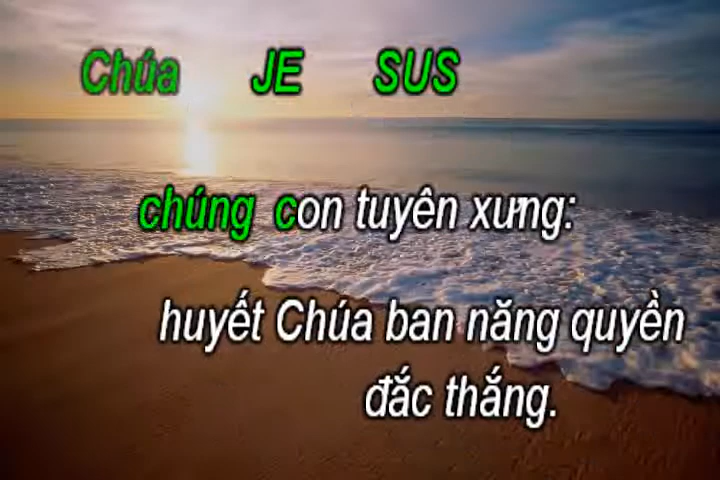 Chúa JE SUS
chúng con tuyên xưng:
huyết Chúa ban năng quyền
đắc thắng.